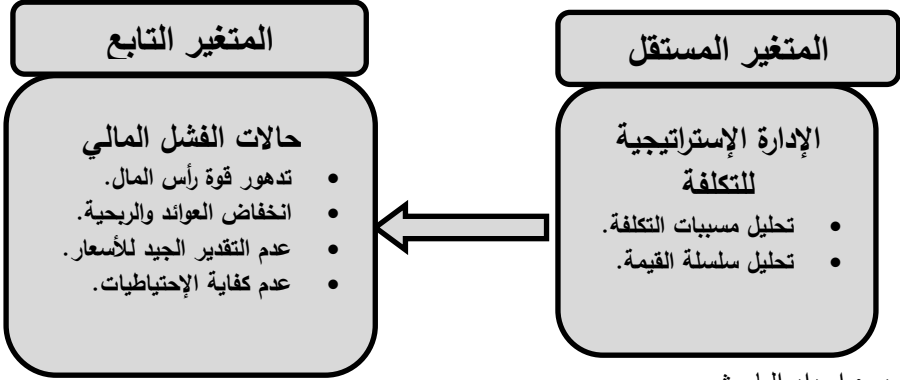 المتغير المستقل
الإدارة الإستراتيجية
للتكلفة
• تحليل مسببات التكلفة.
• تحليل سلسلة القيمة.
المتغير التابع
حالات الفشل المالي
• تدهور قوة رأس المال.
• انخفاض العوائد والربحية.
• عدم التقدير الجيد للأسعار.
• عدم كفاية الإحتياطيات.